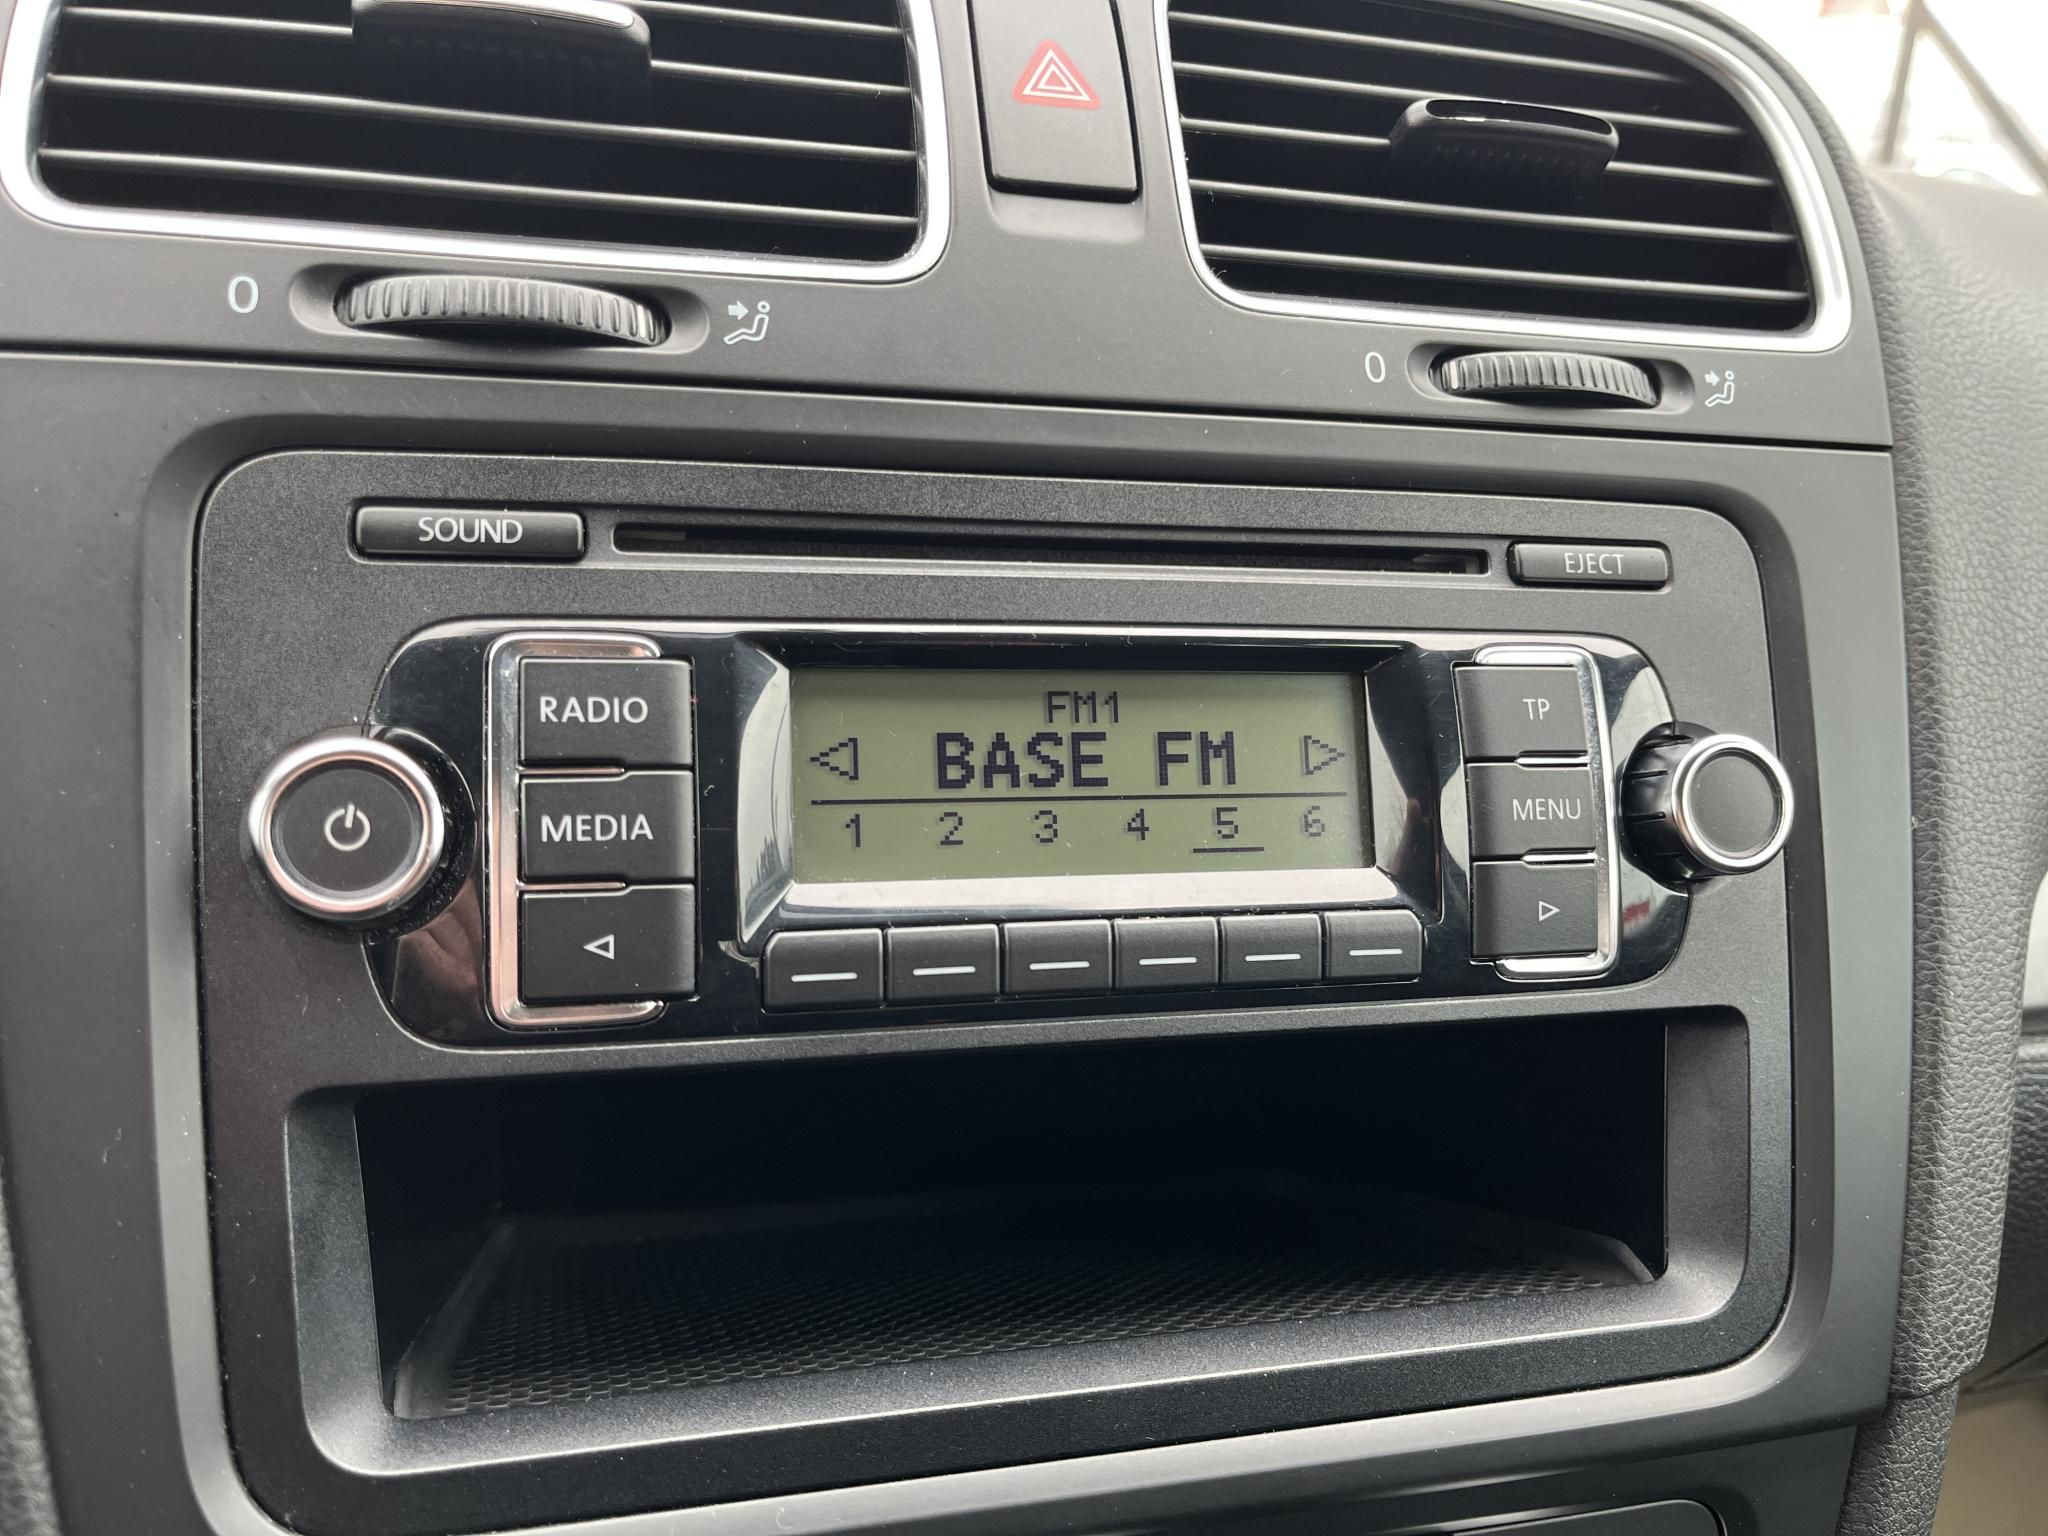 0
0
SOUND
EJECT
RADIO
MEDIA
FM1
BASE FM
1 2 3 4 5 6
TP
MENU